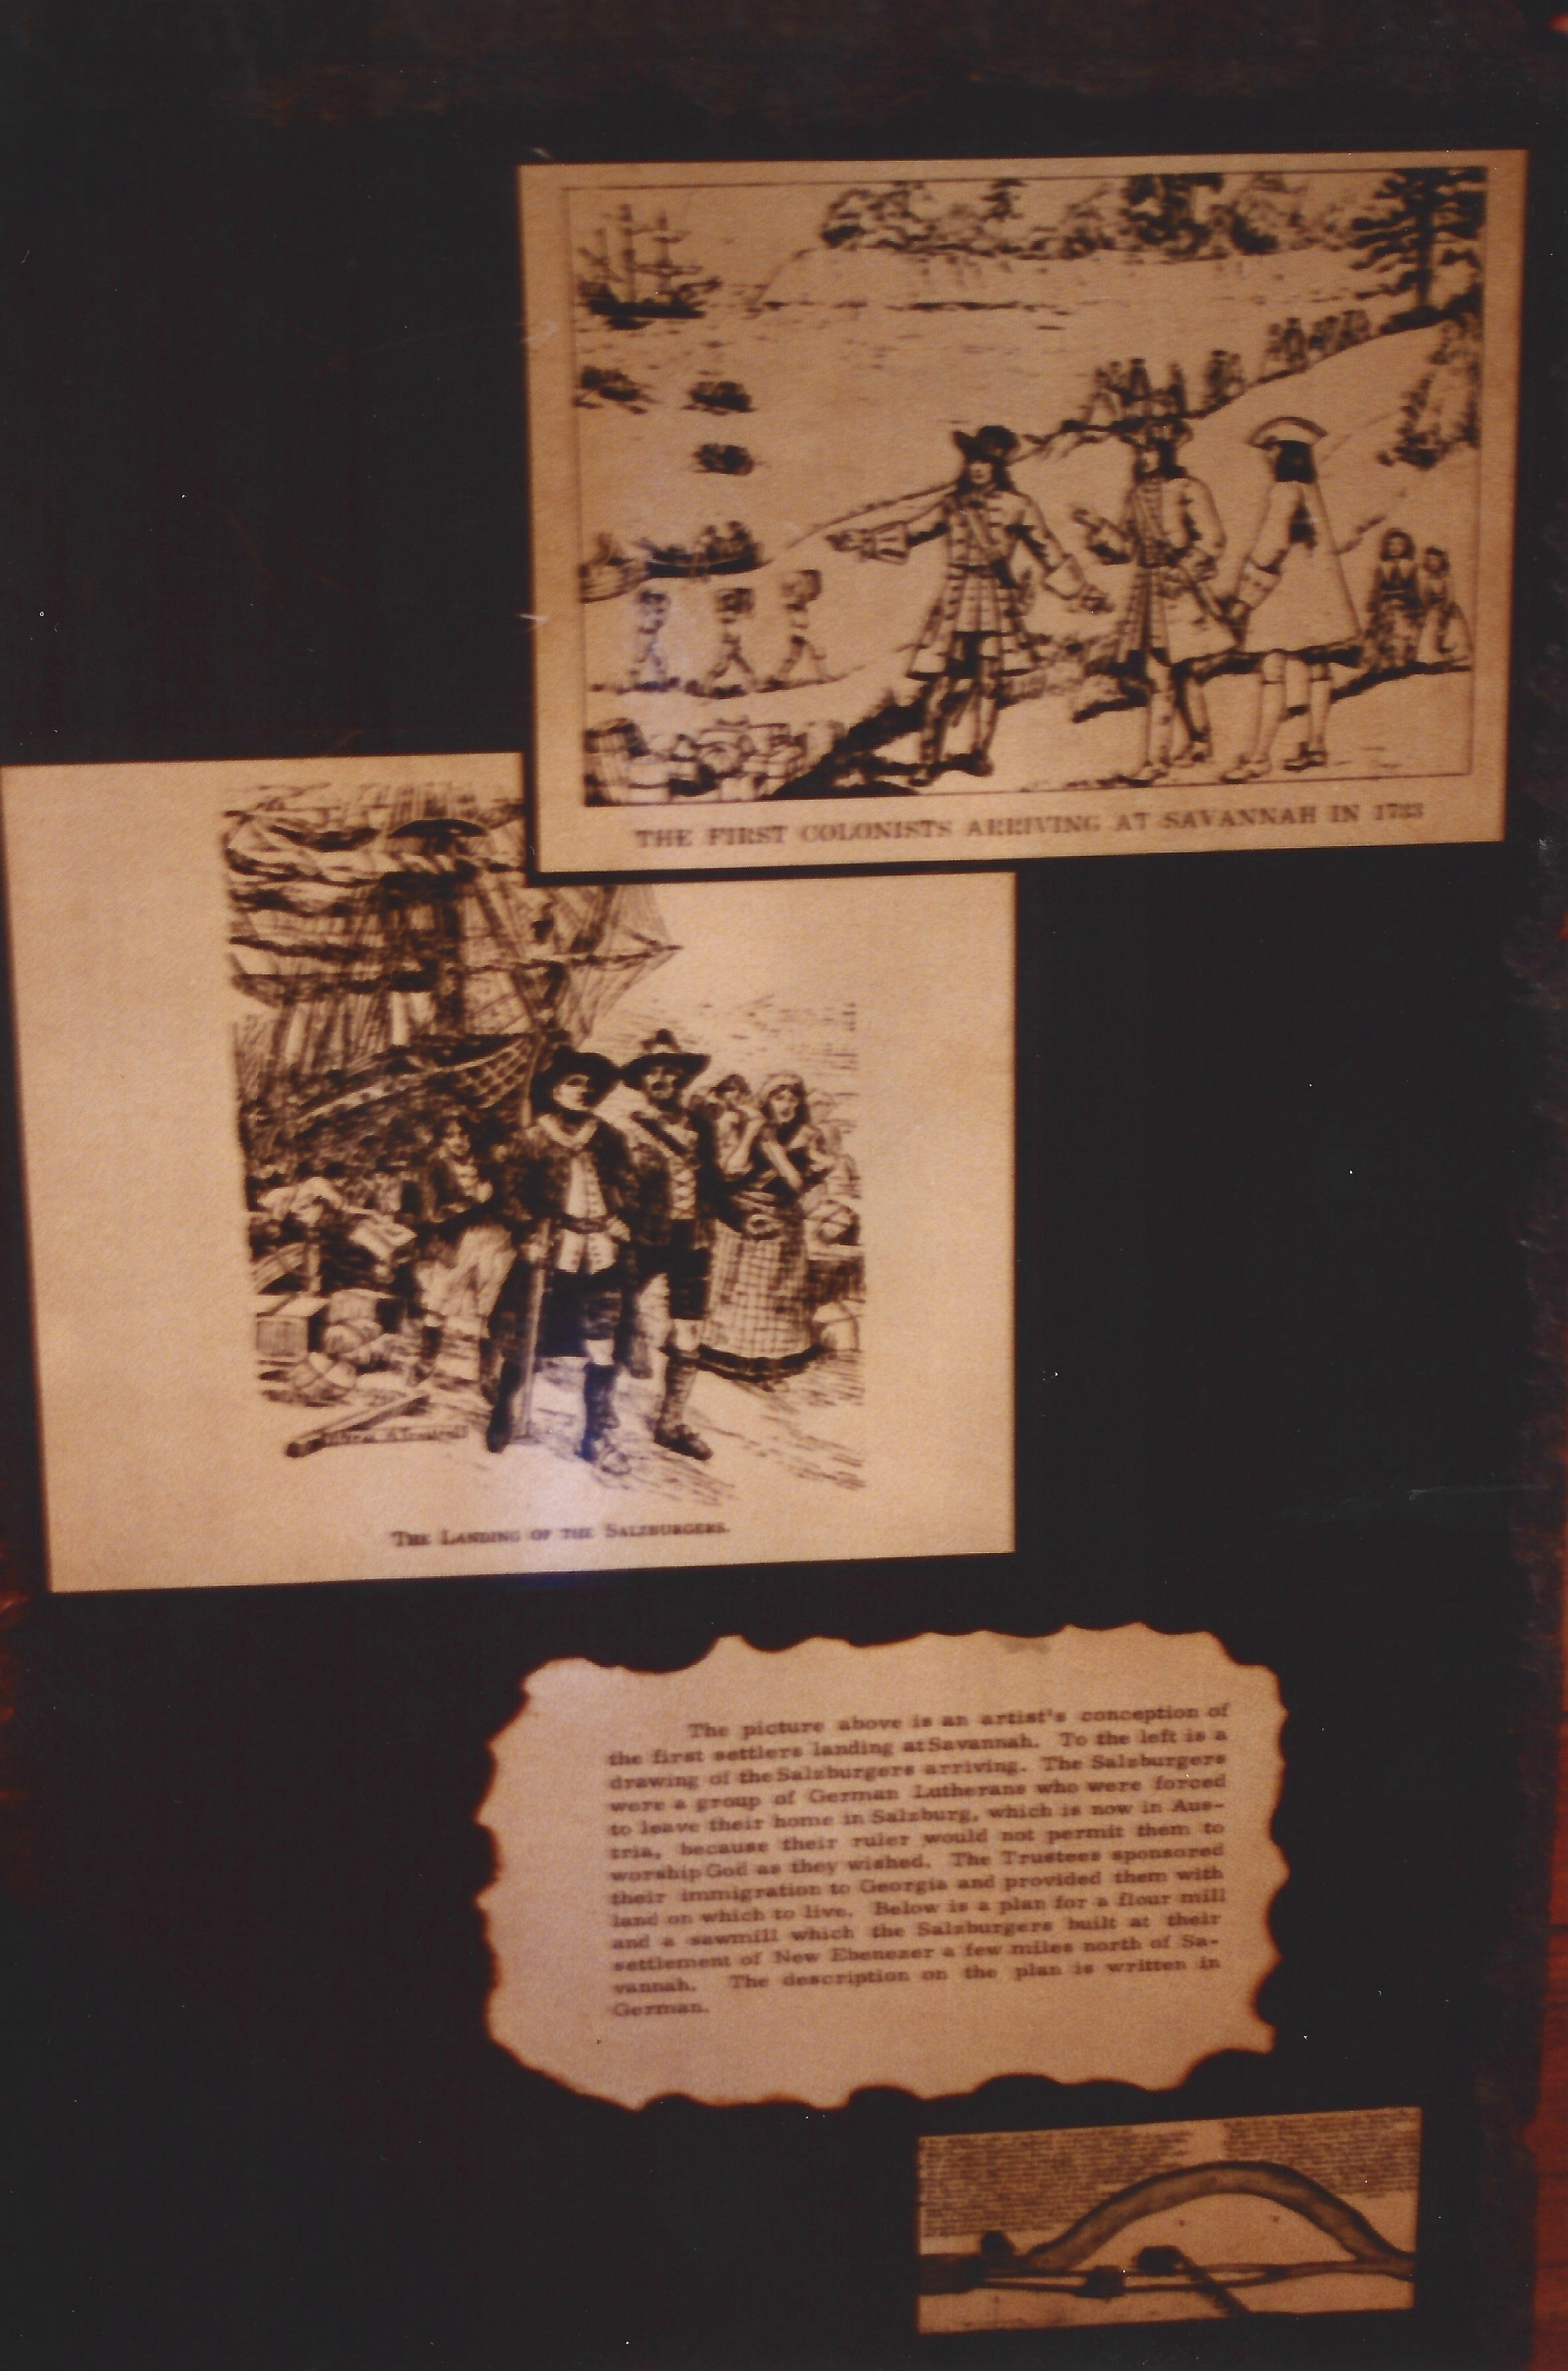 THE FIRST COLONISTS ARRIVING AT SAVANNAH IN 1733
THE LANDING OF THE SALZBURGERS.
The picture above is an artist's conception of
the first settlers landing at Savannah. To the left is a
drawing of the Salzburgers arriving. The Salzburgers
were a group of German Lutherans who were forced
to leave their home in Salzburg, which is now in Aus-
tria, because their ruler would not permit them to
worship God as they wished. The Trustees sponsored
their immigration to Georgia and provided them with
land on which to live. Below is a plan for a flour mill
and a sawmill which the Salzburgers built at their
settlement of New Ebenezer a few miles north of Sa-
vannah. The description on the plan is written in
German.